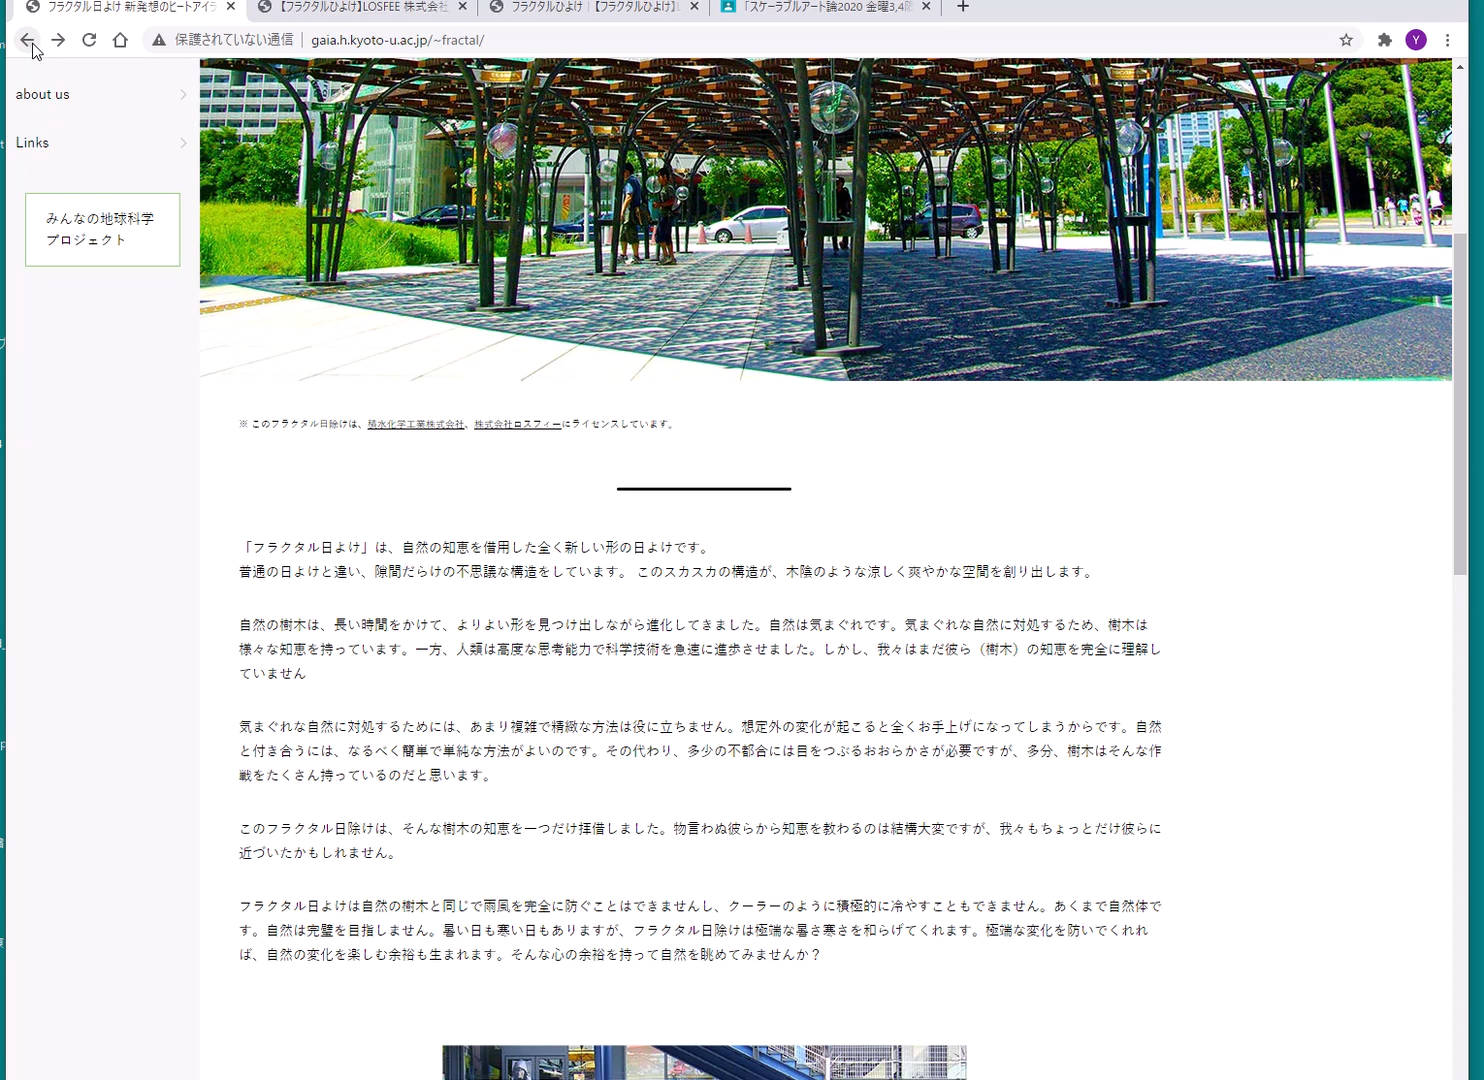 フラクタル日よけ 新発想のヒートアイラ
【フラクタルひよけ】LOSFEE 株式会社
フラクタルひよけ | 【フラクタルひよけ】L
「スケーラブルアート論2020 金曜3,4限
保護されていない通信 gaia.h.kyoto-u.ac.jp/~fractal/
Y
about us
Links
みんなの地球科学
プロジェクト
※ このフラクタル日除けは、積水化学工業株式会社、株式会社ロスフィーにライセンスしています。
「フラクタル日よけ」は、自然の知恵を借用した全く新しい形の日よけです。
普通の日よけと違い、隙間だらけの不思議な構造をしています。 このスカスカの構造が、木陰のような涼しく爽やかな空間を創り出します。
自然の樹木は、長い時間をかけて、よりよい形を見つけ出しながら進化してきました。自然は気まぐれです。気まぐれな自然に対処するため、樹木は
様々な知恵を持っています。一方、人類は高度な思考能力で科学技術を急速に進歩させました。しかし、我々はまだ彼ら（樹木）の知恵を完全に理解し
ていません
気まぐれな自然に対処するためには、あまり複雑で精緻な方法は役に立ちません。想定外の変化が起こると全くお手上げになってしまうからです。自然
と付き合うには、なるべく簡単で単純な方法がよいのです。その代わり、多少の不都合には目をつぶるおおらかさが必要ですが、多分、樹木はそんな作
戦をたくさん持っているのだと思います。
このフラクタル日除けは、そんな樹木の知恵を一つだけ拝借しました。物言わぬ彼らから知恵を教わるのは結構大変ですが、我々もちょっとだけ彼らに
近づいたかもしれません。
フラクタル日よけは自然の樹木と同じで雨風を完全に防ぐことはできませんし、クーラーのように積極的に冷やすこともできません。あくまで自然体で
す。自然は完璧を目指しません。暑い日も寒い日もありますが、フラクタル日除けは極端な暑さ寒さを和らげてくれます。極端な変化を防いでくれれ
ば、自然の変化を楽しむ余裕も生まれます。そんな心の余裕を持って自然を眺めてみませんか？